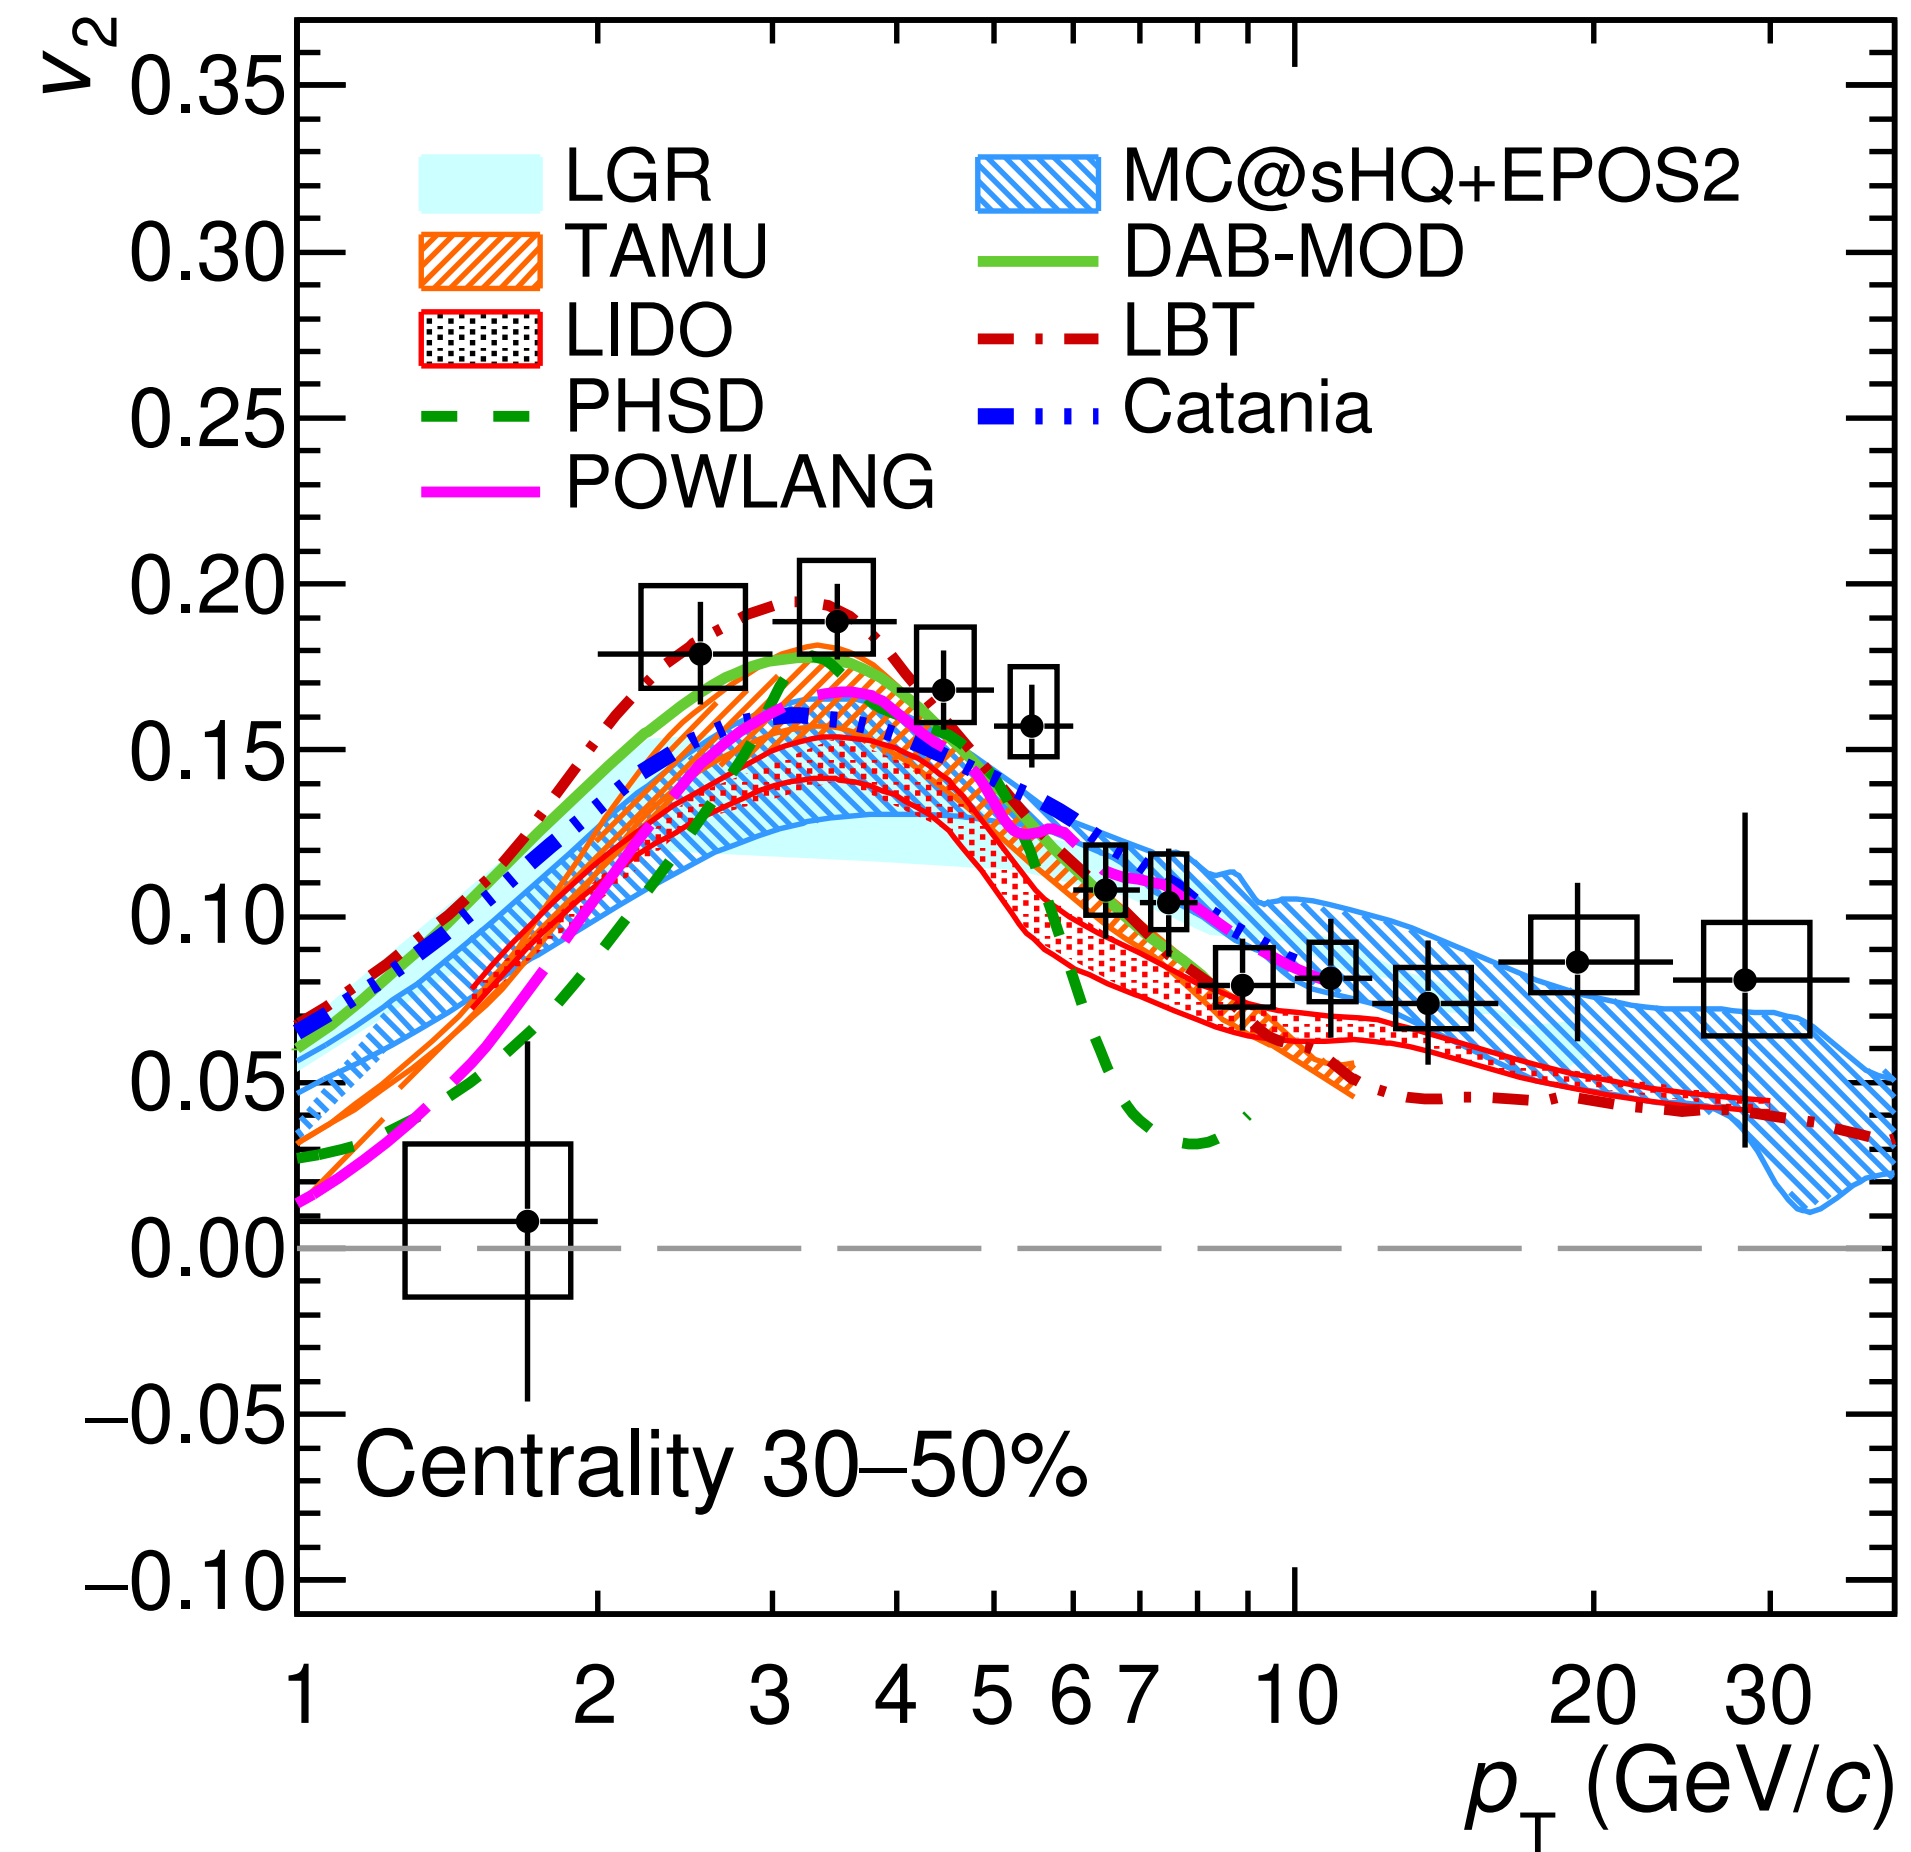 v2
0.35
0.30
0.25
0.20
0.15
0.10
0.05
0.00
−0.05
−0.10
LGR
TAMU
LIDO
PHSD
POWLANG
MC@sHQ+EPOS2
DAB-MOD
LBT
Catania
Centrality 30–50%
1 2 3 4 5 6 7 10 20 30
pT (GeV/c)